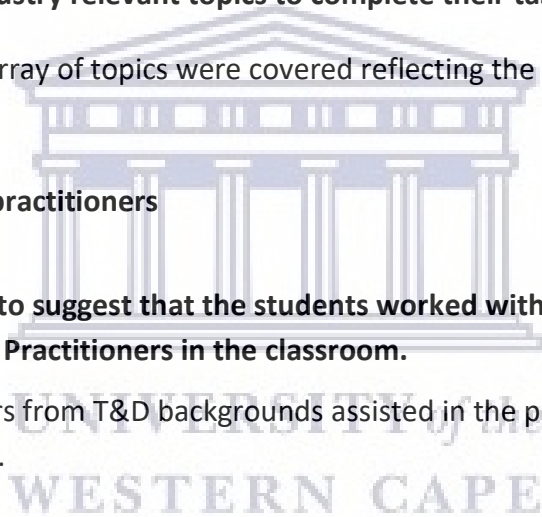 ustry relevant topics to complete their ta
rray of topics were covered reflecting the
practitioners
to suggest that the students worked with
Practitioners in the classroom.
rs from T&D backgrounds assisted in the p
UNIVERSITY of the
.
WESTERN CAPE